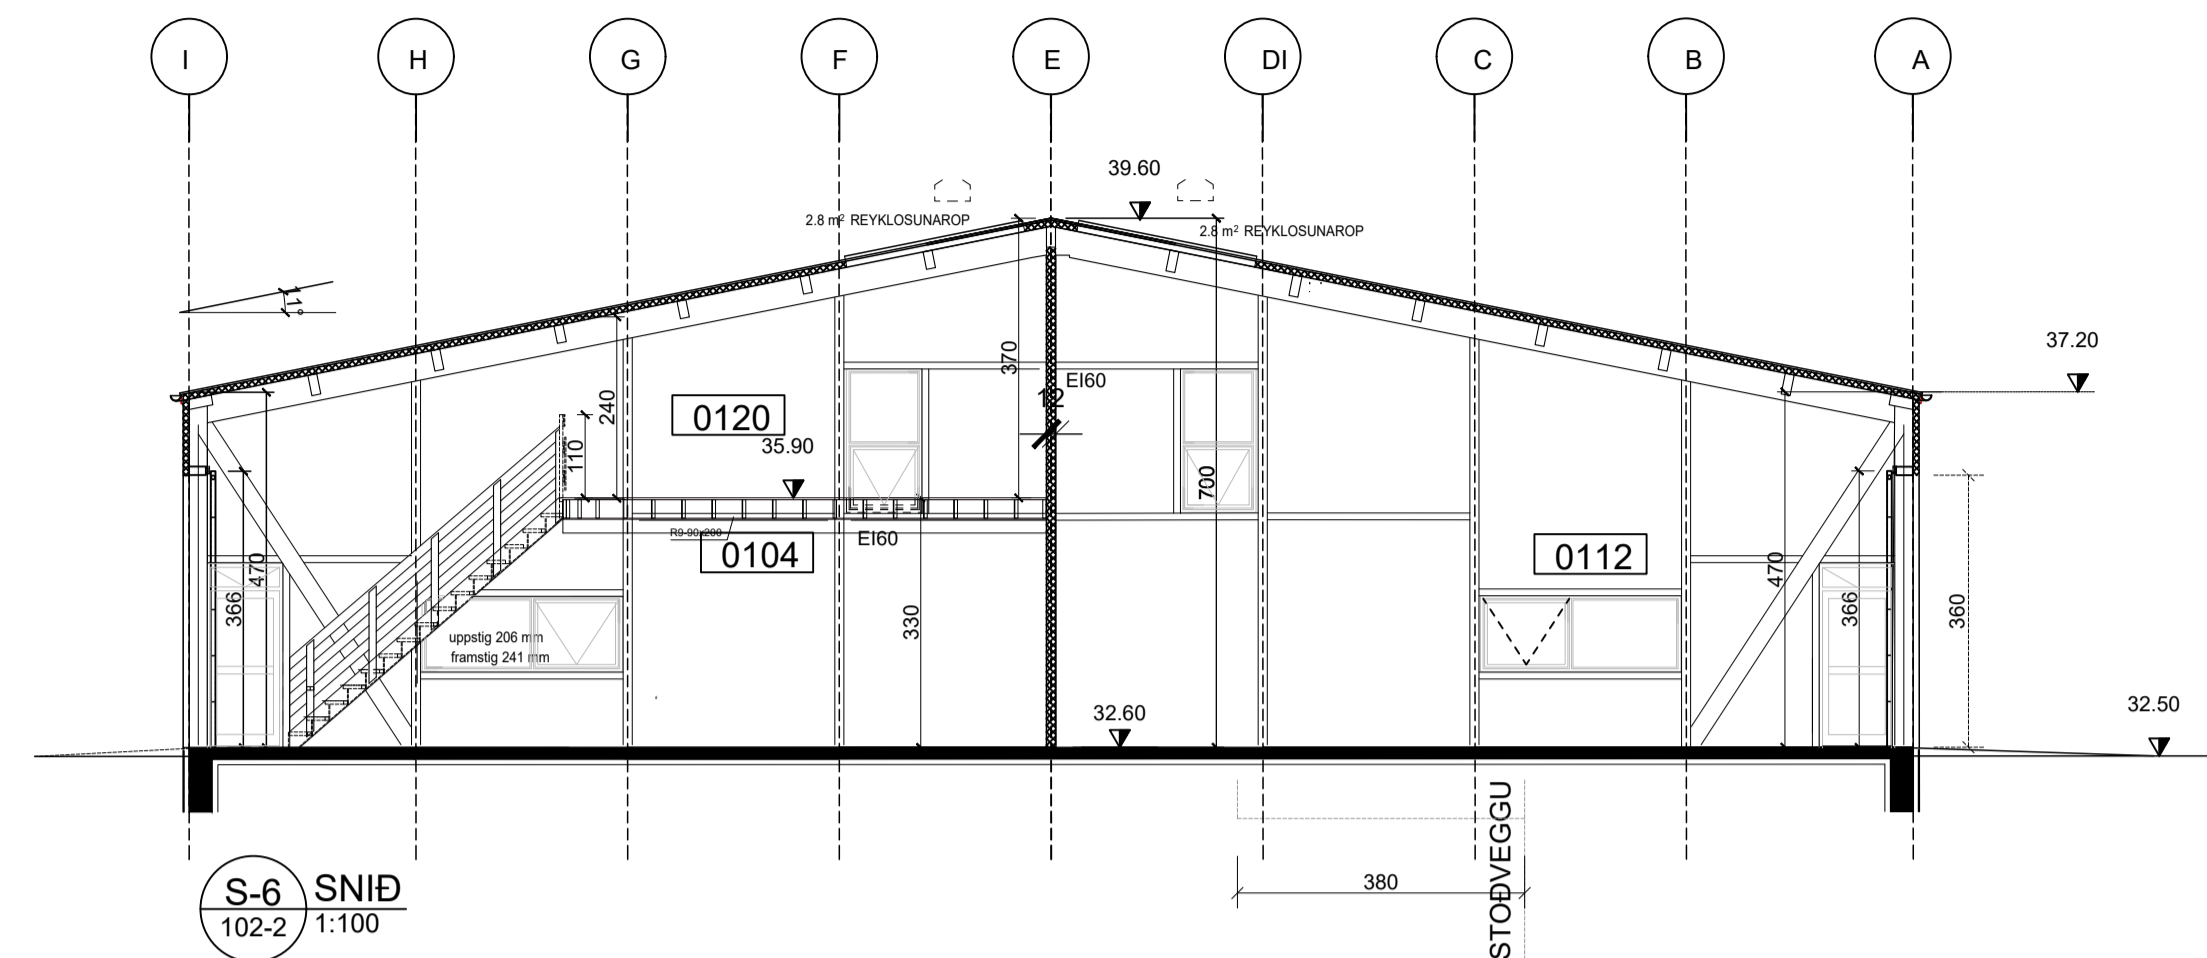 I
H
G
F
E
DI
C
B
A
39.60
2.8 m² REYKLOSUNAROP
2.8 m² REYKLOSUNAROP
11°
37.20
370
EI60
12
240
0120
35.90
110
700
R9-90x200
EI60
0104
0112
470
366
470
366
360
330
uppstig 206 mm
framstig 241 mm
32.60
32.50
STOÐVEGGU
380
S-6
102-2
SNIÐ
1:100